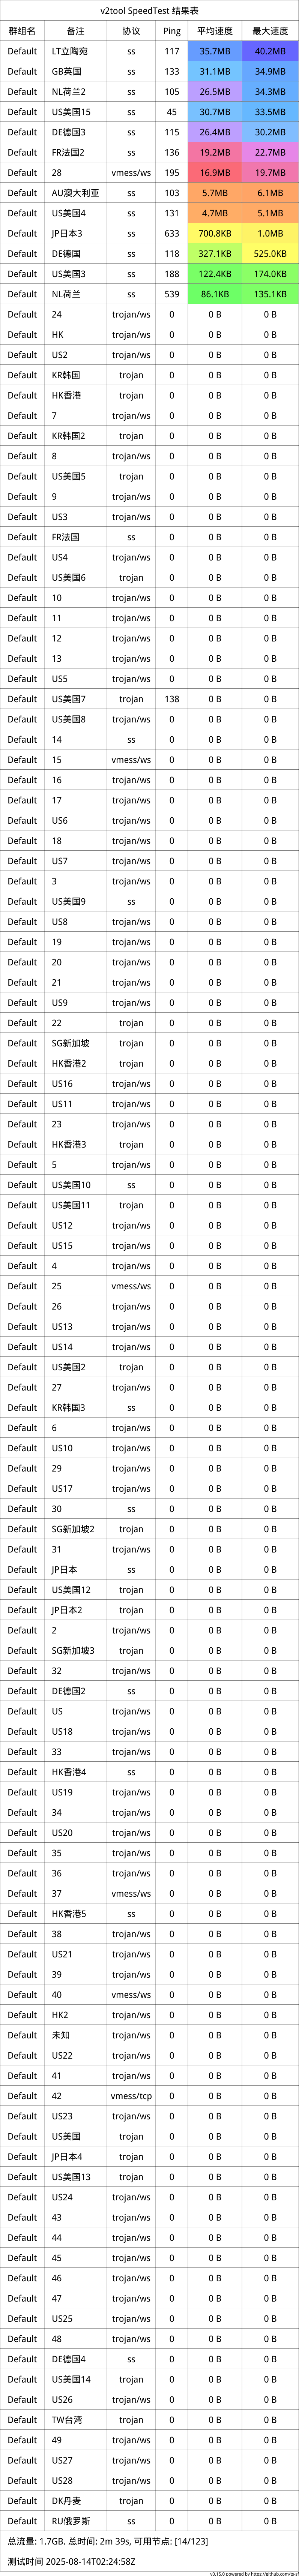 v2tool SpeedTest 结果表
群组名 备注 协议 Ping 平均速度 最大速度
Default LT立陶宛 ss 117 35.7MB 40.2MB
Default GB英国 ss 133 31.1MB 34.9MB
Default NL荷兰2 ss 105 26.5MB 34.3MB
Default US美国15 ss 45 30.7MB 33.5MB
Default DE德国3 ss 115 26.4MB 30.2MB
Default FR法国2 ss 136 19.2MB 22.7MB
Default 28 vmess/ws 195 16.9MB 19.7MB
Default AU澳大利亚 ss 103 5.7MB 6.1MB
Default US美国4 ss 131 4.7MB 5.1MB
Default JP日本3 ss 633 700.8KB 1.0MB
Default DE德国 ss 118 327.1KB 525.0KB
Default US美国3 ss 188 122.4KB 174.0KB
Default NL荷兰 ss 539 86.1KB 135.1KB
Default 24 trojan/ws 0 0 B 0 B
Default HK trojan/ws 0 0 B 0 B
Default US2 trojan/ws 0 0 B 0 B
Default KR韩国 trojan 0 0 B 0 B
Default HK香港 trojan/ws 0 0 B 0 B
Default 7 trojan/ws 0 0 B 0 B
Default KR韩国2 trojan 0 0 B 0 B
Default 8 trojan/ws 0 0 B 0 B
Default US美国5 trojan 0 0 B 0 B
Default 9 trojan/ws 0 0 B 0 B
Default US3 trojan/ws 0 0 B 0 B
Default FR法国 ss 0 0 B 0 B
Default US4 trojan/ws 0 0 B 0 B
Default US美国6 trojan 0 0 B 0 B
Default 10 trojan/ws 0 0 B 0 B
Default 11 trojan/ws 0 0 B 0 B
Default 12 trojan/ws 0 0 B 0 B
Default 13 trojan/ws 0 0 B 0 B
Default US5 trojan/ws 0 0 B 0 B
Default US美国7 trojan 138 0 B 0 B
Default US美国8 trojan/ws 0 0 B 0 B
Default 14 ss 0 0 B 0 B
Default 15 vmess/ws 0 0 B 0 B
Default 16 trojan/ws 0 0 B 0 B
Default 17 trojan/ws 0 0 B 0 B
Default US6 trojan/ws 0 0 B 0 B
Default 18 trojan/ws 0 0 B 0 B
Default US7 trojan/ws 0 0 B 0 B
Default 3 trojan/ws 0 0 B 0 B
Default US美国9 ss 0 0 B 0 B
Default US8 trojan/ws 0 0 B 0 B
Default 19 trojan/ws 0 0 B 0 B
Default 20 trojan/ws 0 0 B 0 B
Default 21 trojan/ws 0 0 B 0 B
Default US9 trojan/ws 0 0 B 0 B
Default 22 trojan 0 0 B 0 B
Default SG新加坡 trojan 0 0 B 0 B
Default HK香港2 trojan 0 0 B 0 B
Default US16 trojan/ws 0 0 B 0 B
Default US11 trojan/ws 0 0 B 0 B
Default 23 trojan/ws 0 0 B 0 B
Default HK香港3 trojan 0 0 B 0 B
Default 5 trojan/ws 0 0 B 0 B
Default US美国10 ss 0 0 B 0 B
Default US美国11 trojan 0 0 B 0 B
Default US12 trojan/ws 0 0 B 0 B
Default US15 trojan/ws 0 0 B 0 B
Default 4 trojan/ws 0 0 B 0 B
Default 25 vmess/ws 0 0 B 0 B
Default 26 trojan/ws 0 0 B 0 B
Default US13 trojan/ws 0 0 B 0 B
Default US14 trojan/ws 0 0 B 0 B
Default US美国2 trojan 0 0 B 0 B
Default 27 trojan/ws 0 0 B 0 B
Default KR韩国3 ss 0 0 B 0 B
Default 6 trojan/ws 0 0 B 0 B
Default US10 trojan/ws 0 0 B 0 B
Default 29 trojan/ws 0 0 B 0 B
Default US17 trojan/ws 0 0 B 0 B
Default 30 ss 0 0 B 0 B
Default SG新加坡2 trojan 0 0 B 0 B
Default 31 trojan/ws 0 0 B 0 B
Default JP日本 ss 0 0 B 0 B
Default US美国12 trojan 0 0 B 0 B
Default JP日本2 trojan 0 0 B 0 B
Default 2 trojan/ws 0 0 B 0 B
Default SG新加坡3 trojan 0 0 B 0 B
Default 32 trojan/ws 0 0 B 0 B
Default DE德国2 ss 0 0 B 0 B
Default US trojan/ws 0 0 B 0 B
Default US18 trojan/ws 0 0 B 0 B
Default 33 trojan/ws 0 0 B 0 B
Default HK香港4 ss 0 0 B 0 B
Default US19 trojan/ws 0 0 B 0 B
Default 34 trojan/ws 0 0 B 0 B
Default US20 trojan/ws 0 0 B 0 B
Default 35 trojan/ws 0 0 B 0 B
Default 36 trojan/ws 0 0 B 0 B
Default 37 vmess/ws 0 0 B 0 B
Default HK香港5 ss 0 0 B 0 B
Default 38 trojan/ws 0 0 B 0 B
Default US21 trojan/ws 0 0 B 0 B
Default 39 trojan/ws 0 0 B 0 B
Default 40 vmess/ws 0 0 B 0 B
Default HK2 trojan/ws 0 0 B 0 B
Default 未知 trojan/ws 0 0 B 0 B
Default US22 trojan/ws 0 0 B 0 B
Default 41 trojan/ws 0 0 B 0 B
Default 42 vmess/tcp 0 0 B 0 B
Default US23 trojan/ws 0 0 B 0 B
Default US美国 trojan 0 0 B 0 B
Default JP日本4 trojan 0 0 B 0 B
Default US美国13 trojan 0 0 B 0 B
Default US24 trojan/ws 0 0 B 0 B
Default 43 trojan/ws 0 0 B 0 B
Default 44 trojan/ws 0 0 B 0 B
Default 45 trojan/ws 0 0 B 0 B
Default 46 trojan/ws 0 0 B 0 B
Default 47 trojan/ws 0 0 B 0 B
Default US25 trojan/ws 0 0 B 0 B
Default 48 trojan/ws 0 0 B 0 B
Default DE德国4 ss 0 0 B 0 B
Default US美国14 trojan 0 0 B 0 B
Default US26 trojan/ws 0 0 B 0 B
Default TW台湾 trojan 0 0 B 0 B
Default 49 trojan/ws 0 0 B 0 B
Default US27 trojan/ws 0 0 B 0 B
Default US28 trojan/ws 0 0 B 0 B
Default DK丹麦 trojan 0 0 B 0 B
Default RU俄罗斯 ss 0 0 B 0 B
总流量: 1.7GB. 总时间: 2m 39s, 可用节点: [14/123]
测试时间 2025-08-14T02:24:58Z
v0.15.0 powered by https://github.com/ts-sf